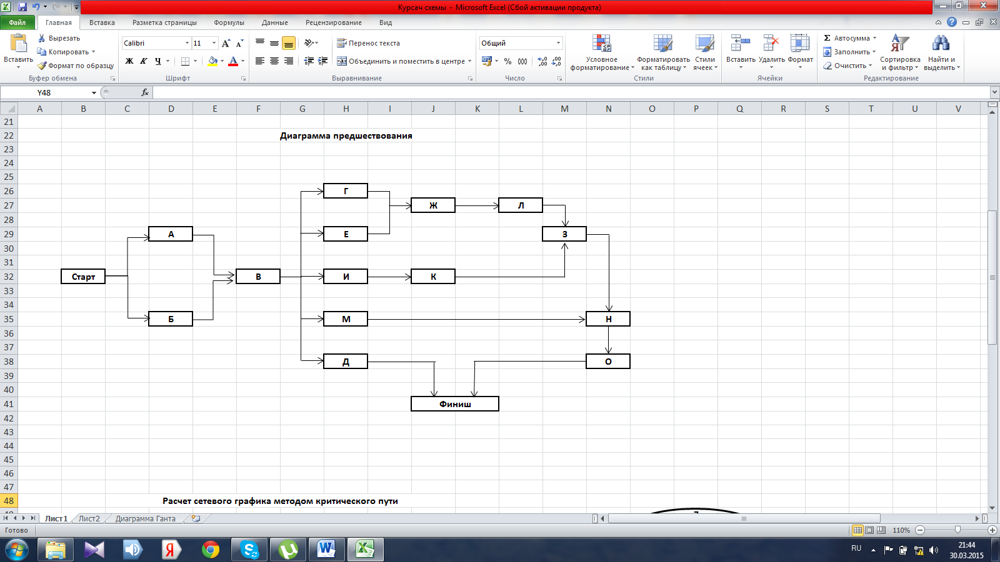 Курсач схемы - Microsoft Excel (Сбой активации продукта)
Файл Главная Вставка Разметка страницы Формулы Данные Рецензирование Вид
Вставить
Вырезать
Копировать
Формат по образцу
Буфер обмена
Calibri 11
Ж К Ч
Шрифт
Перенос текста
Объединить и поместить в центре
Выравнивание
Общий
% 000
Число
Условное форматирование
Форматировать как таблицу
Стили ячеек
Стили
Вставить Удалить Формат
Ячейки
Σ Автосумма
Заполнить
Очистить
Сортировка и фильтр
Найти и выделить
Редактирование
Y48 fx
A B C D E F G H I J K L M N O P Q R S T U V
21
22 Диаграмма предшествования
23
24
25
26 Г
27 Ж Л
28
29 А Е З
30
31
32 Старт В И К
33
34
35 Б М Н
36
37
38 Д О
39
40
41 Финиш
42
43
44
45
46
47
48 Расчет сетевого графика методом критического пути
Лист1 Лист2 Диаграмма Ганта
Готово 110%
RU 21:44
30.03.2015